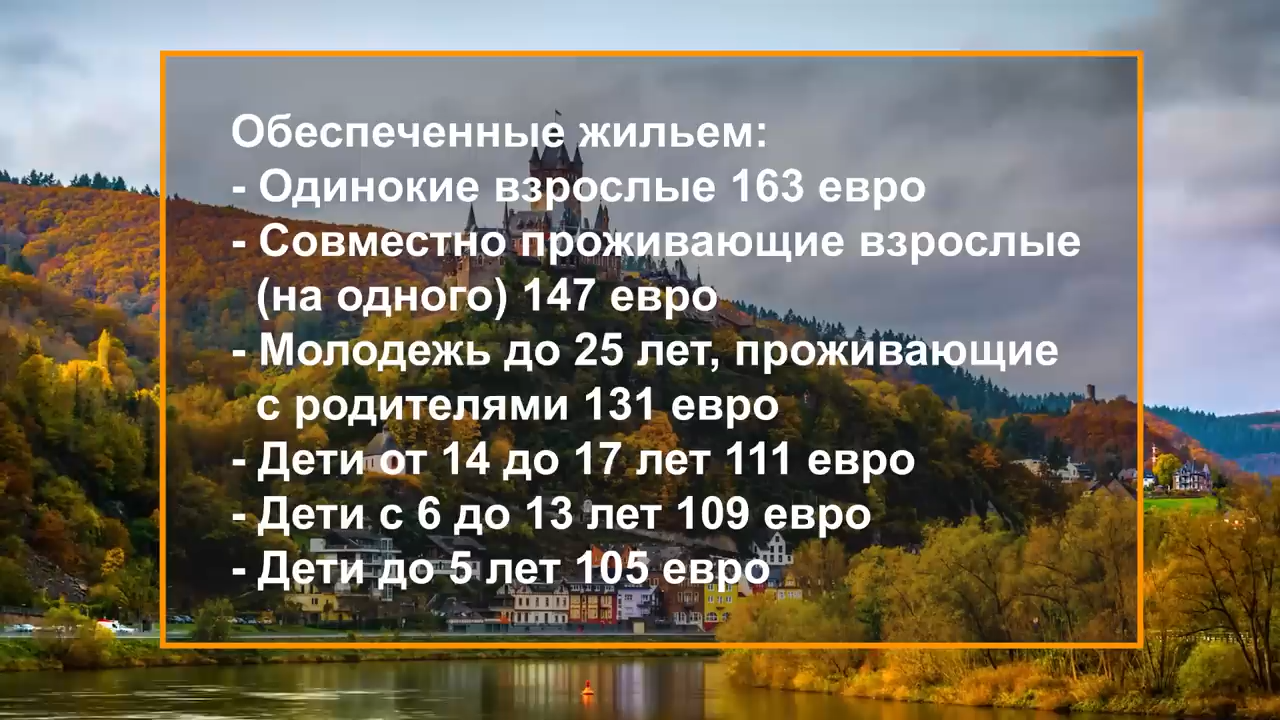 Обеспеченные жильем:
- Одинокие взрослые 163 евро
- Совместно проживающие взрослые
(на одного) 147 евро
- Молодежь до 25 лет, проживающие
с родителями 131 евро
- Дети от 14 до 17 лет 111 евро
- Дети с 6 до 13 лет 109 евро
- Дети до 5 лет 105 евро